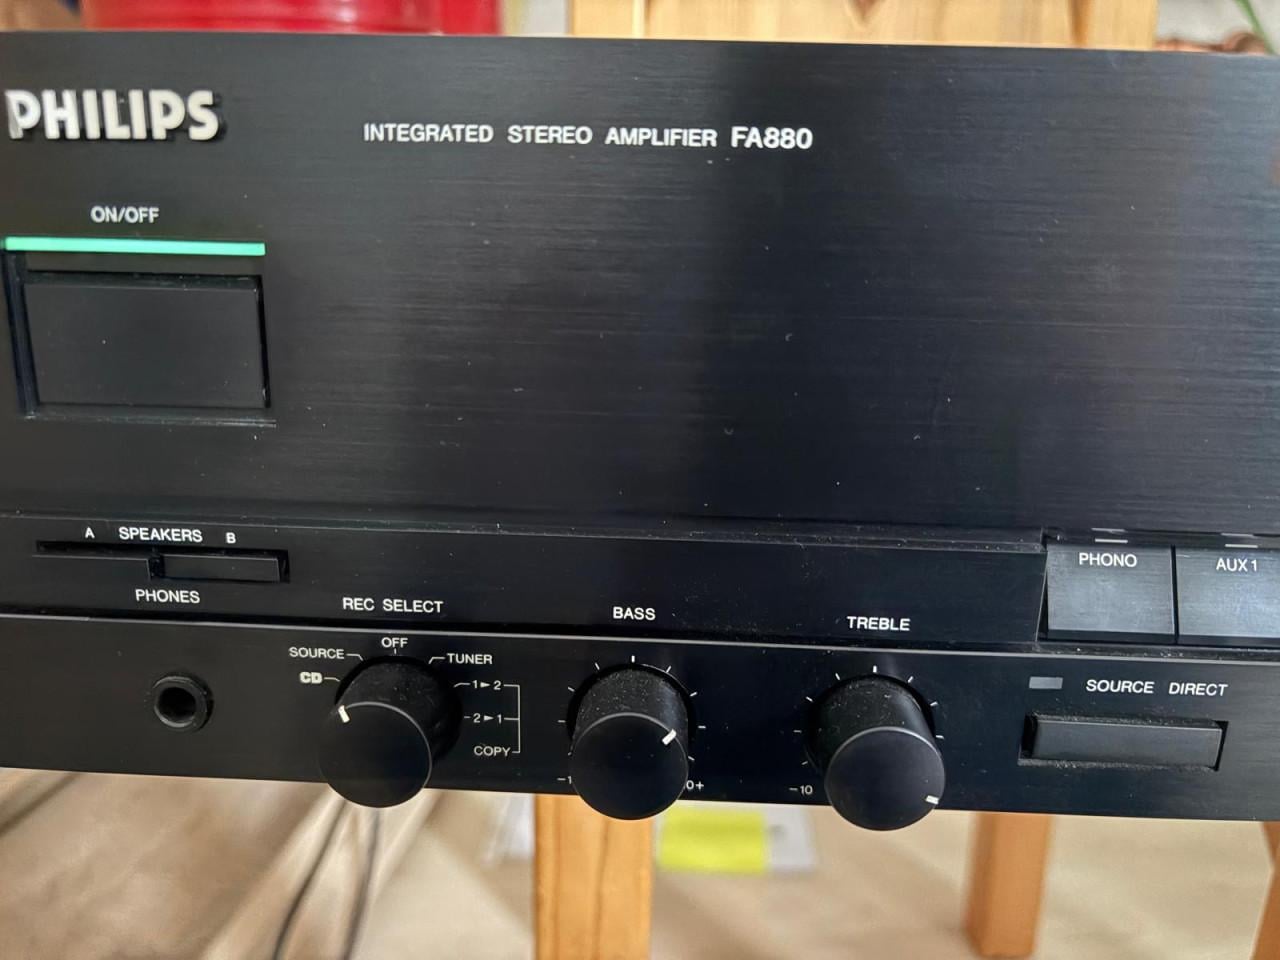 PHILIPS
INTEGRATED STEREO AMPLIFIER FA880
ON/OFF
A SPEAKERS B
PHONES
REC SELECT
OFF
SOURCE
TUNER
CD
1►2
2►1
COPY
BASS
TREBLE
-10
PHONO
AUX 1
SOURCE DIRECT